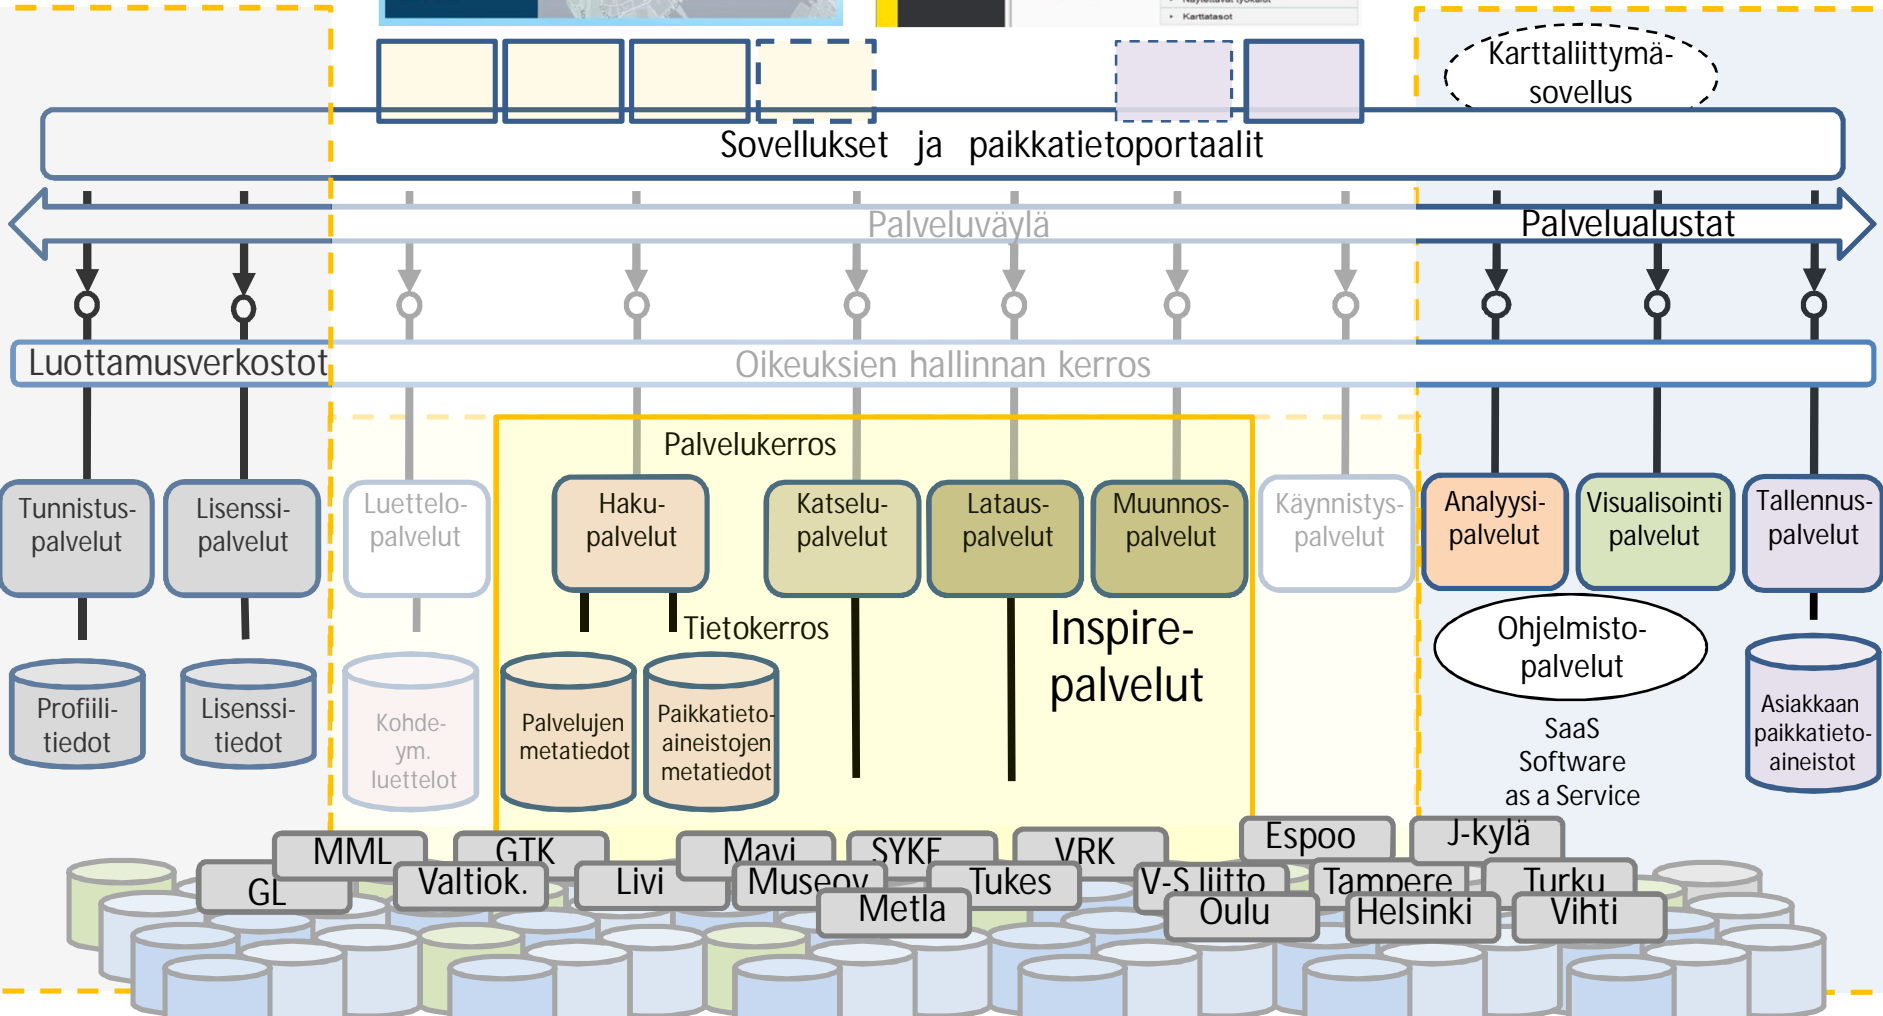 Näytettävät työkalut
Karttatasot
Karttaliittymä-
sovellus
Sovellukset ja paikkatietoportaalit
Palveluväylä
Palvelualustat
Luottamusverkostot
Oikeuksien hallinnan kerros
Palvelukerros
Tunnistus-
palvelut
Lisenssi-
palvelut
Luettelo-
palvelut
Haku-
palvelut
Katselu-
palvelut
Lataus-
palvelut
Muunnos-
palvelut
Käynnistys-
palvelut
Analyysi-
palvelut
Visualisointi
palvelut
Tallennus-
palvelut
Tietokerros
Inspire-
palvelut
Ohjelmisto-
palvelut
Profiili-
tiedot
Lisenssi-
tiedot
Kohde-
ym.
luettelot
Palvelujen
metatiedot
Paikkatieto-
aineistojen
metatiedot
SaaS
Software
as a Service
Asiakkaan
paikkatieto-
aineistot
MML
GTK
Mavi
SYKE
VRK
Espoo
J-kylä
GL
Valtiok.
Livi
Museov
Tukes
V-S liitto
Tampere
Turku
Metla
Oulu
Helsinki
Vihti